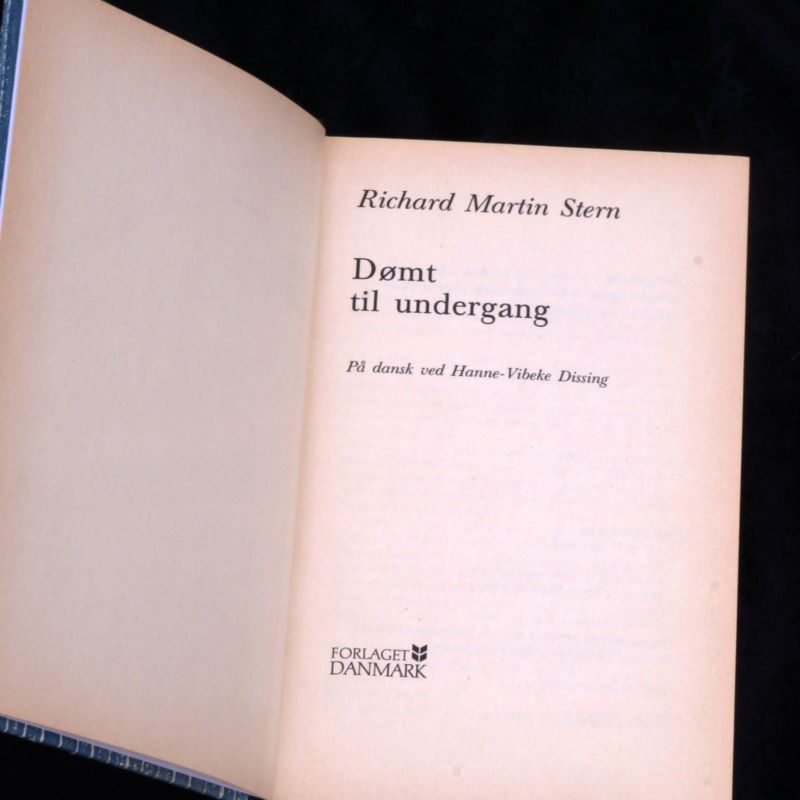 Richard Martin Stern
Dømt
til undergang
På dansk ved Hanne-Vibeke Dissing
FORLAGET
DANMARK